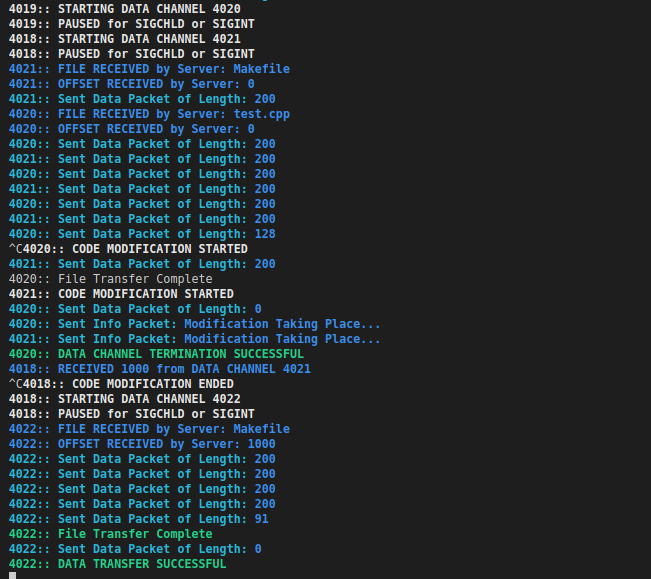 4019:: STARTING DATA CHANNEL 4020
4019:: PAUSED for SIGCHLD or SIGINT
4018:: STARTING DATA CHANNEL 4021
4018:: PAUSED for SIGCHLD or SIGINT
4021:: FILE RECEIVED by Server: Makefile
4021:: OFFSET RECEIVED by Server: 0
4021:: Sent Data Packet of Length: 200
4020:: FILE RECEIVED by Server: test.cpp
4020:: OFFSET RECEIVED by Server: 0
4020:: Sent Data Packet of Length: 200
4021:: Sent Data Packet of Length: 200
4020:: Sent Data Packet of Length: 200
4021:: Sent Data Packet of Length: 200
4020:: Sent Data Packet of Length: 200
4021:: Sent Data Packet of Length: 200
4020:: Sent Data Packet of Length: 128
^C4020:: CODE MODIFICATION STARTED
4021:: Sent Data Packet of Length: 200
4020:: File Transfer Complete
4021:: CODE MODIFICATION STARTED
4020:: Sent Data Packet of Length: 0
4020:: Sent Info Packet: Modification Taking Place...
4021:: Sent Info Packet: Modification Taking Place...
4020:: DATA CHANNEL TERMINATION SUCCESSFUL
4018:: RECEIVED 1000 from DATA CHANNEL 4021
^C4018:: CODE MODIFICATION ENDED
4018:: STARTING DATA CHANNEL 4022
4018:: PAUSED for SIGCHLD or SIGINT
4022:: FILE RECEIVED by Server: Makefile
4022:: OFFSET RECEIVED by Server: 1000
4022:: Sent Data Packet of Length: 200
4022:: Sent Data Packet of Length: 200
4022:: Sent Data Packet of Length: 200
4022:: Sent Data Packet of Length: 200
4022:: Sent Data Packet of Length: 91
4022:: File Transfer Complete
4022:: Sent Data Packet of Length: 0
4022:: DATA TRANSFER SUCCESSFUL